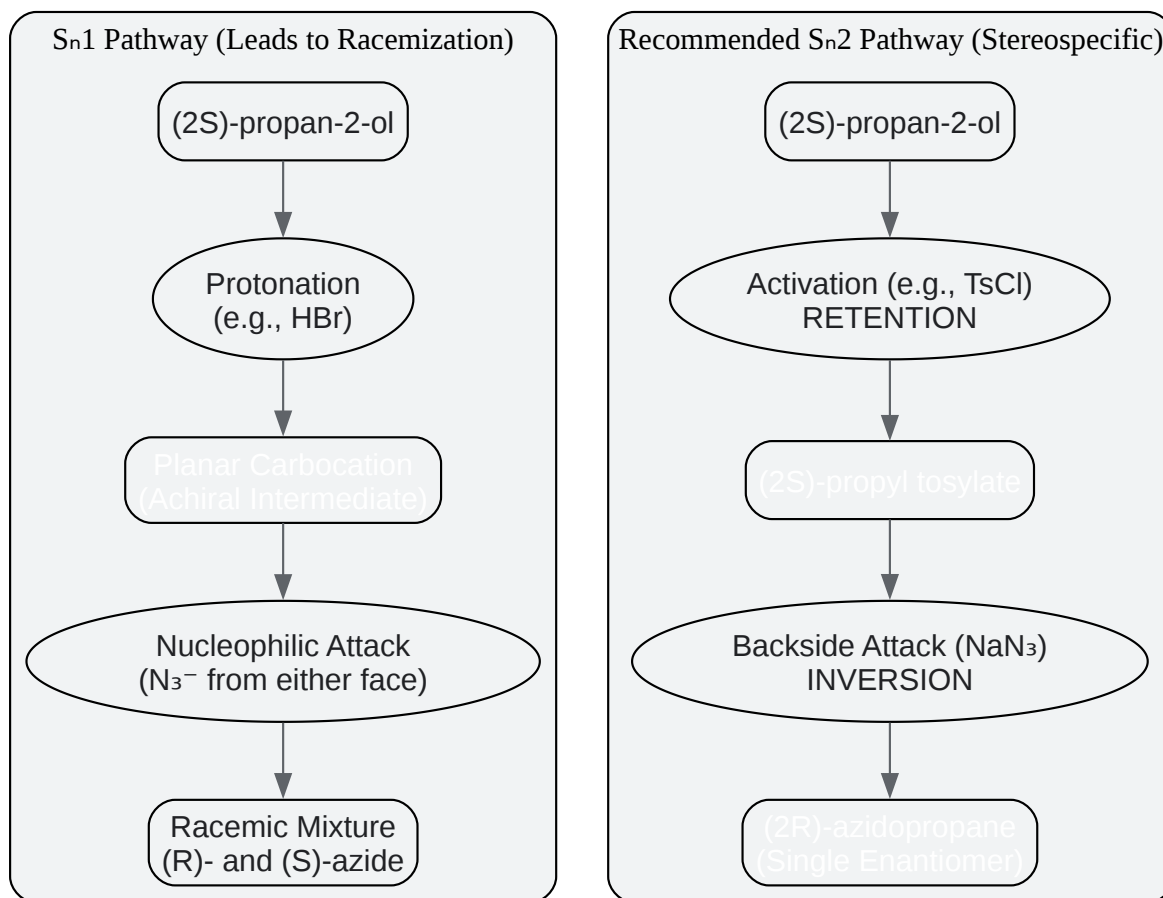 Sₙ1 Pathway (Leads to Racemization)
(2S)-propan-2-ol
Protonation
(e.g., HBr)
Planar Carbocation
(Achiral Intermediate)
Nucleophilic Attack
(N₃⁻ from either face)
Racemic Mixture
(R)- and (S)-azide
Recommended Sₙ2 Pathway (Stereospecific)
(2S)-propan-2-ol
Activation (e.g., TsCl)
RETENTION
(2S)-propyl tosylate
Backside Attack (NaN₃)
INVERSION
(2R)-azidopropane
(Single Enantiomer)